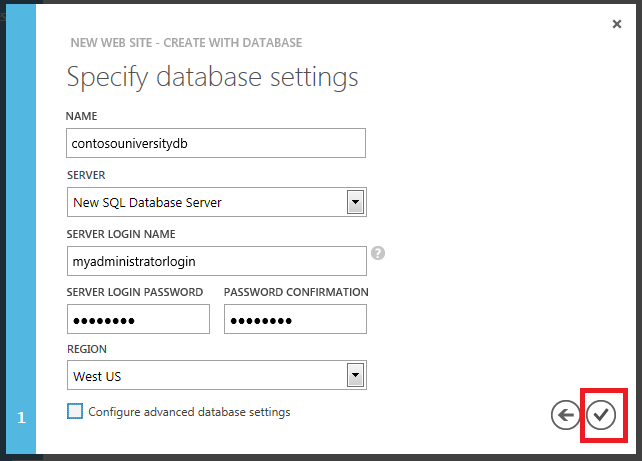 NEW WEB SITE - CREATE WITH DATABASE
Specify database settings
NAME
contosouniversitydb
SERVER
New SQL Database Server
SERVER LOGIN NAME
myadministratorlogin
?
SERVER LOGIN PASSWORD PASSWORD CONFIRMATION
●●●●●●●● ●●●●●●●●
REGION
West US
Configure advanced database settings
1